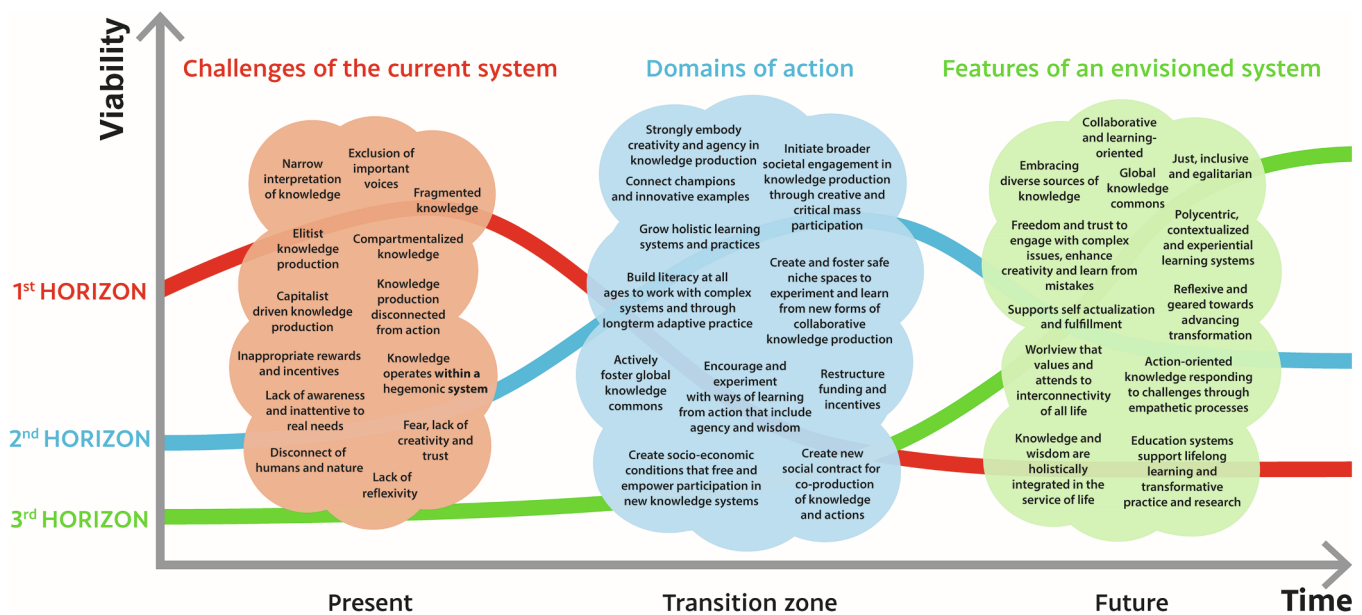 Viability
Challenges of the current system
Narrow
interpretation
of knowledge
Exclusion of
important
voices
Fragmented
knowledge
Elitist
knowledge
production
Compartmentalized
knowledge
Capitalist
driven knowledge
production
Knowledge
production
disconnected
from action
Inappropriate rewards
and incentives
Knowledge
operates within a
hegemonic system
Lack of awareness
and inattentive to
real needs
Fear, lack of
creativity and
trust
Disconnect of
humans and nature
Lack of
reflexivity
Domains of action
Strongly embody
creativity and agency in
knowledge production
Initiate broader
societal engagement in
knowledge production
through creative and
critical mass
participation
Connect champions
and innovative examples
Grow holistic learning
systems and practices
Build literacy at all
ages to work with complex
systems and through
longterm adaptive practice
Create and foster safe
niche spaces to
experiment and learn
from new forms of
collaborative
knowledge production
Actively
foster global
knowledge
commons
Encourage and
experiment
with ways of learning
from action that include
agency and wisdom
Restructure
funding and
incentives
Create socio-economic
conditions that free and
empower participation in
new knowledge systems
Create new
social contract for
co-production
of knowledge
and actions
Features of an envisioned system
Collaborative
and learning-
oriented
Embracing
diverse sources of
knowledge
Global
knowledge
commons
Just, inclusive
and egalitarian
Freedom and trust to
engage with complex
issues, enhance
creativity and learn from
mistakes
Polycentric,
contextualized
and experiential
learning systems
Supports self actualization
and fulfillment
Reflexive and
geared towards
advancing
transformation
Worlview that
values and
attends to
interconnectivity
of all life
Action-oriented
knowledge responding
to challenges through
empathetic processes
Knowledge and
wisdom are
holistically
integrated in the
service of life
Education systems
support lifelong
learning and
transformative
practice and research
1st HORIZON
2nd HORIZON
3rd HORIZON
Present
Transition zone
Future
Time